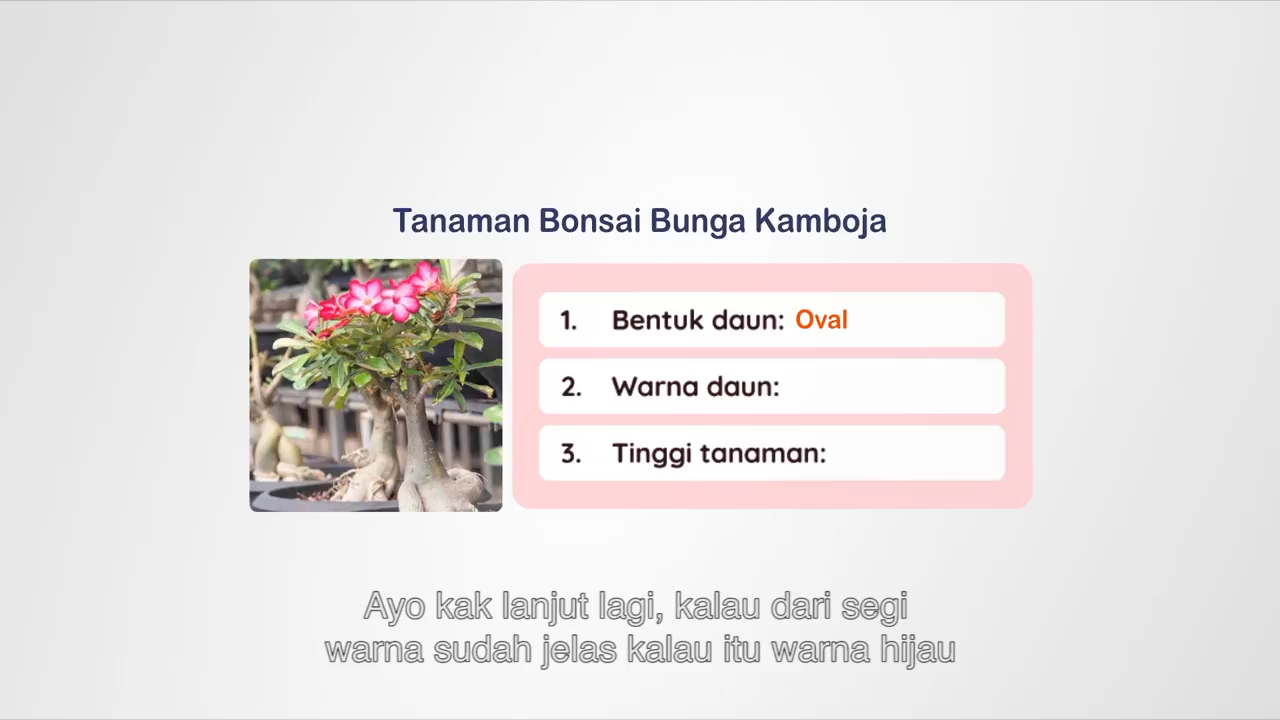 Tanaman Bonsai Bunga Kamboja
1. Bentuk daun: Oval
2. Warna daun:
3. Tinggi tanaman:
Ayo kak lanjut lagi, kalau dari segi
warna sudah jelas kalau itu warna hijau